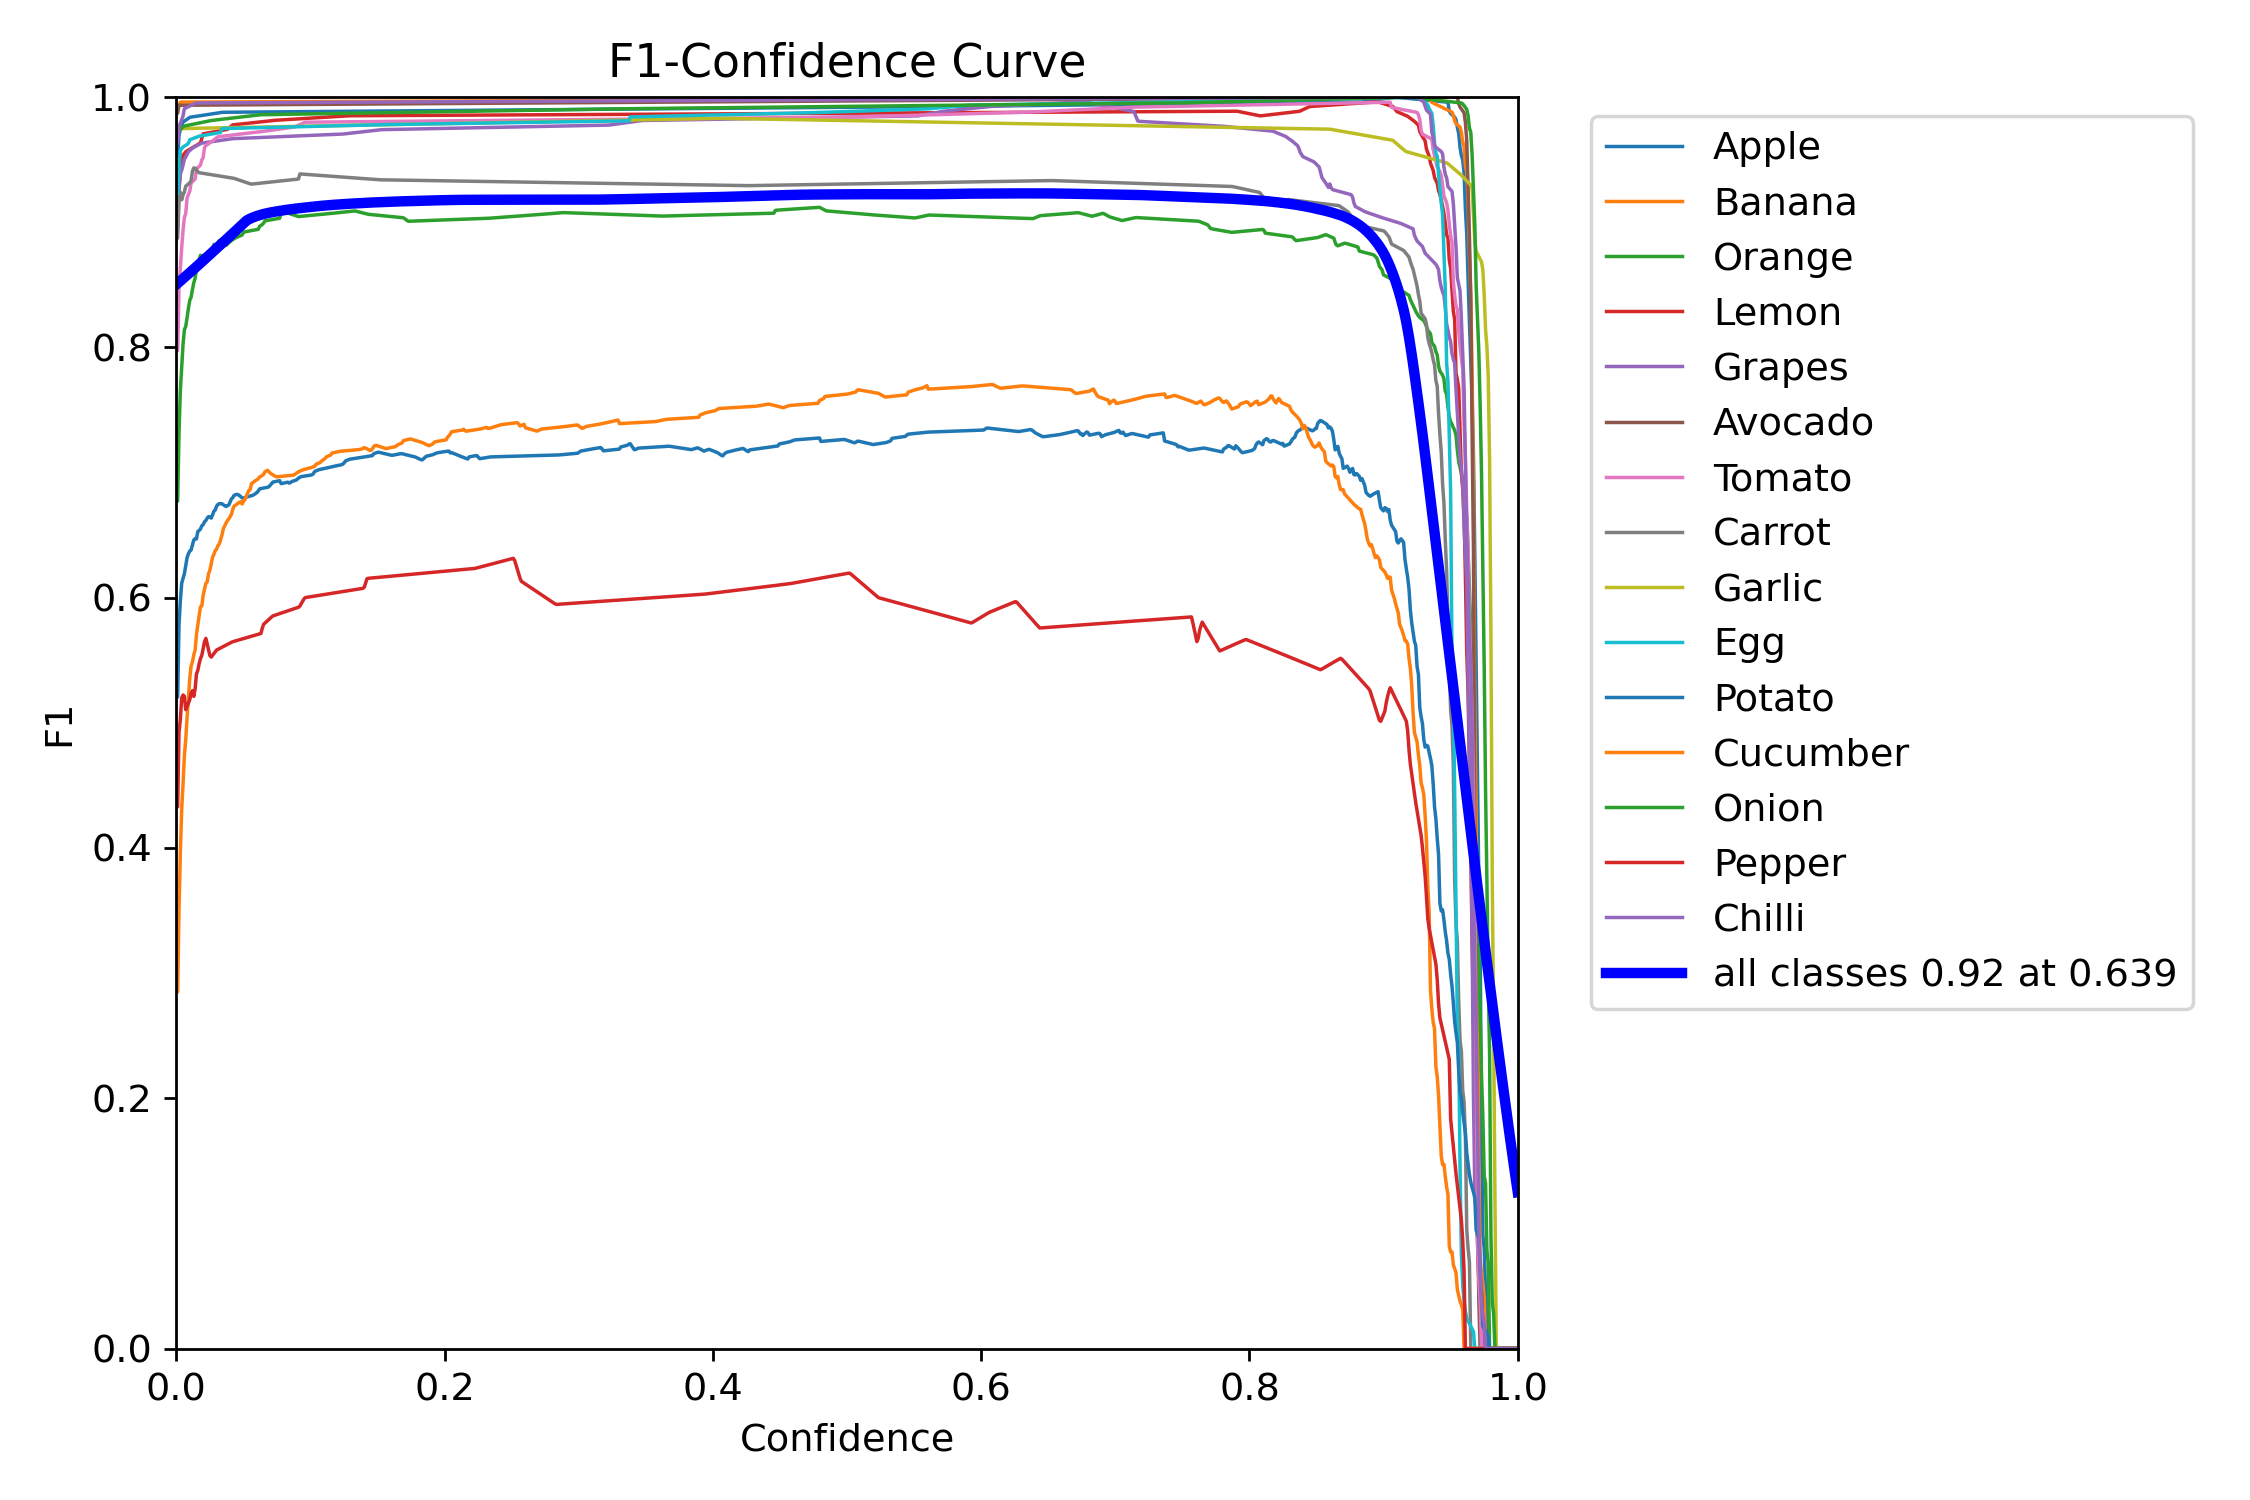 F1-Confidence Curve
1.0
0.8
0.6
0.4
0.2
0.0
F1
0.0 0.2 0.4 0.6 0.8 1.0
Confidence
Apple
Banana
Orange
Lemon
Grapes
Avocado
Tomato
Carrot
Garlic
Egg
Potato
Cucumber
Onion
Pepper
Chilli
all classes 0.92 at 0.639